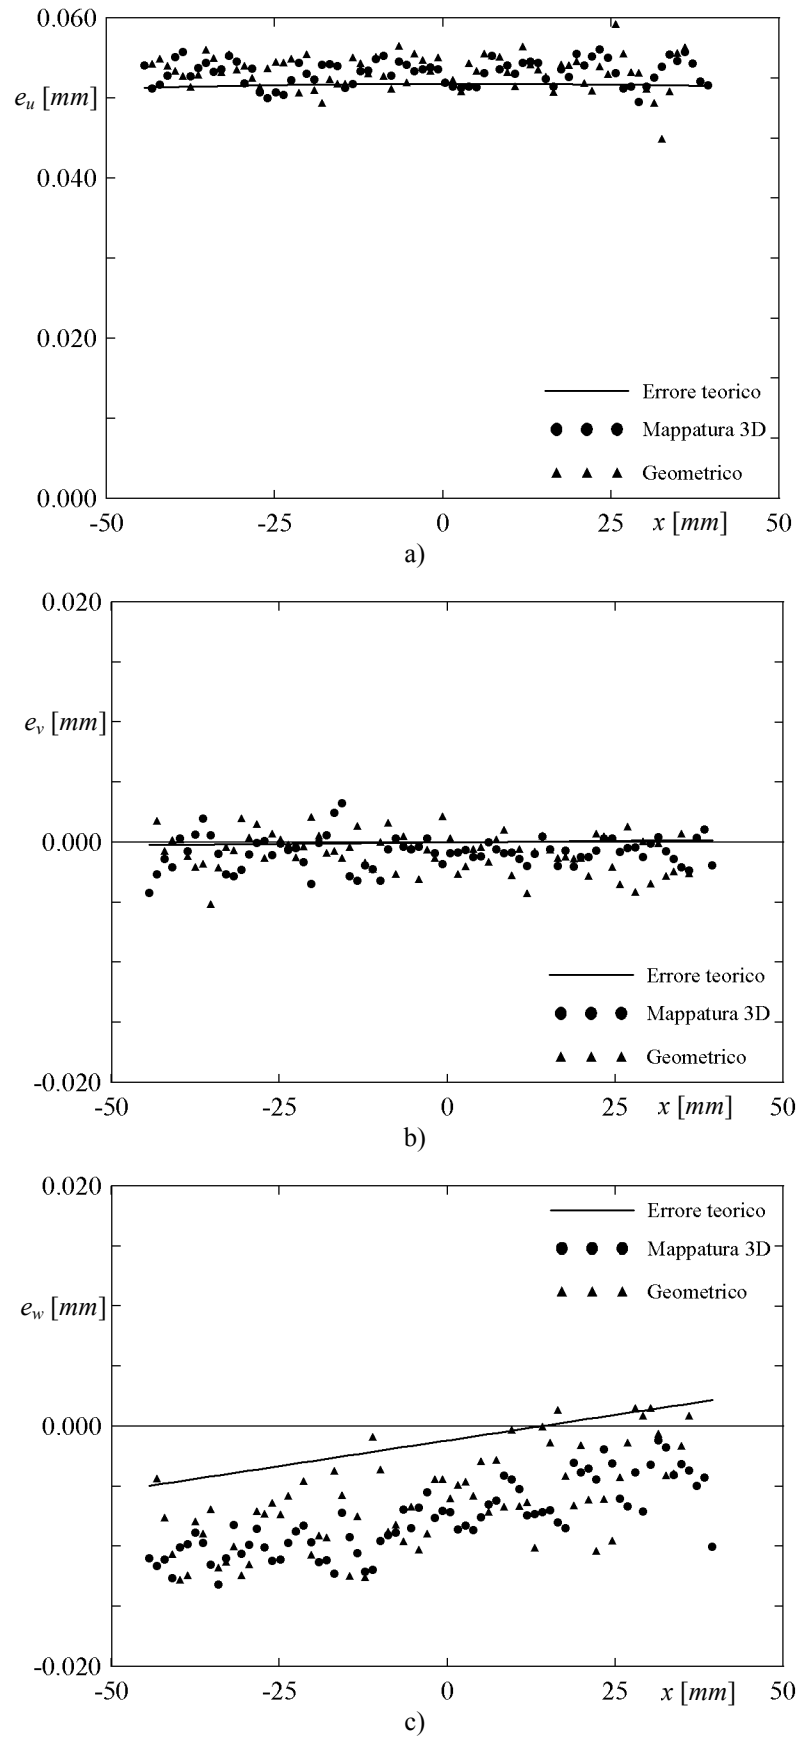 0.060
e_u [mm]
0.040
0.020
Errore teorico
Mappatura 3D
Geometrico
0.000
-50 -25 0 25 x [mm] 50
a)
0.020
e_v [mm]
0.000
Errore teorico
Mappatura 3D
Geometrico
-0.020
-50 -25 0 25 x [mm] 50
b)
0.020
Errore teorico
Mappatura 3D
Geometrico
e_w [mm]
0.000
-0.020
-50 -25 0 25 x [mm] 50
c)